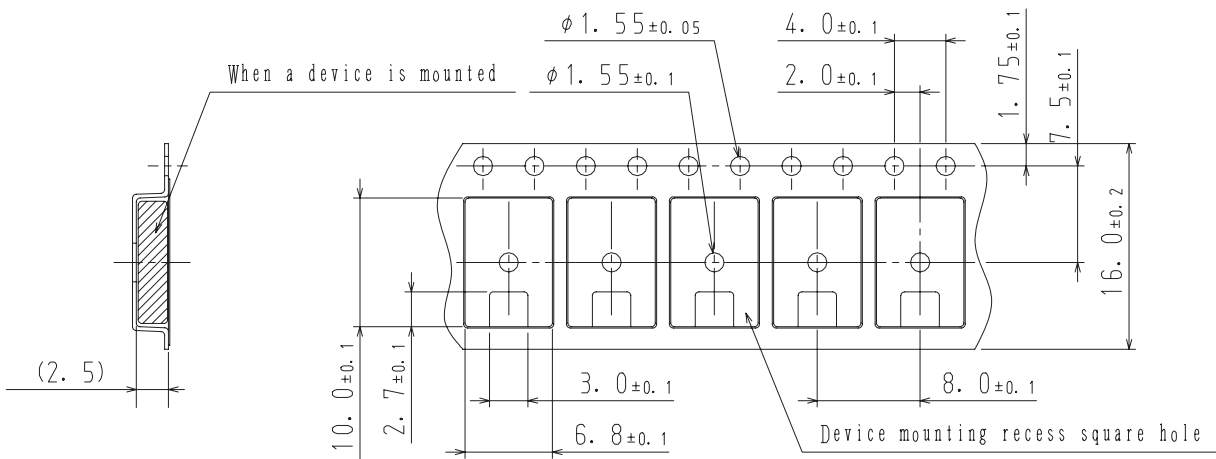 φ1.55±0.05
4.0±0.1
When a device is mounted
φ1.55±0.1
2.0±0.1
1.75±0.1
7.5±0.1
16.0±0.2
(2.5)
10.0±0.1
2.7±0.1
3.0±0.1
8.0±0.1
6.8±0.1
Device mounting recess square hole